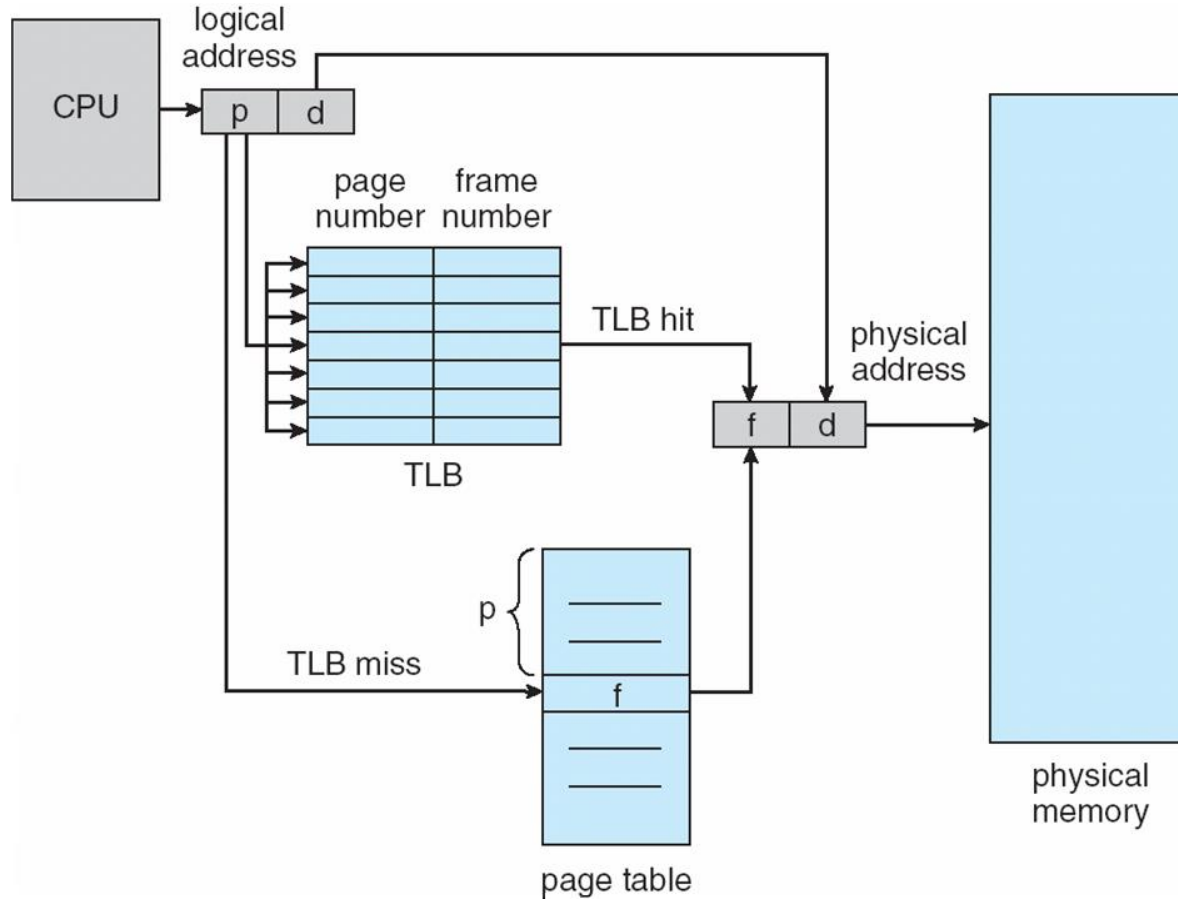 logical
address
CPU
p d
page frame
number number
TLB hit
physical
address
f d
TLB
p
TLB miss
f
physical
memory
page table